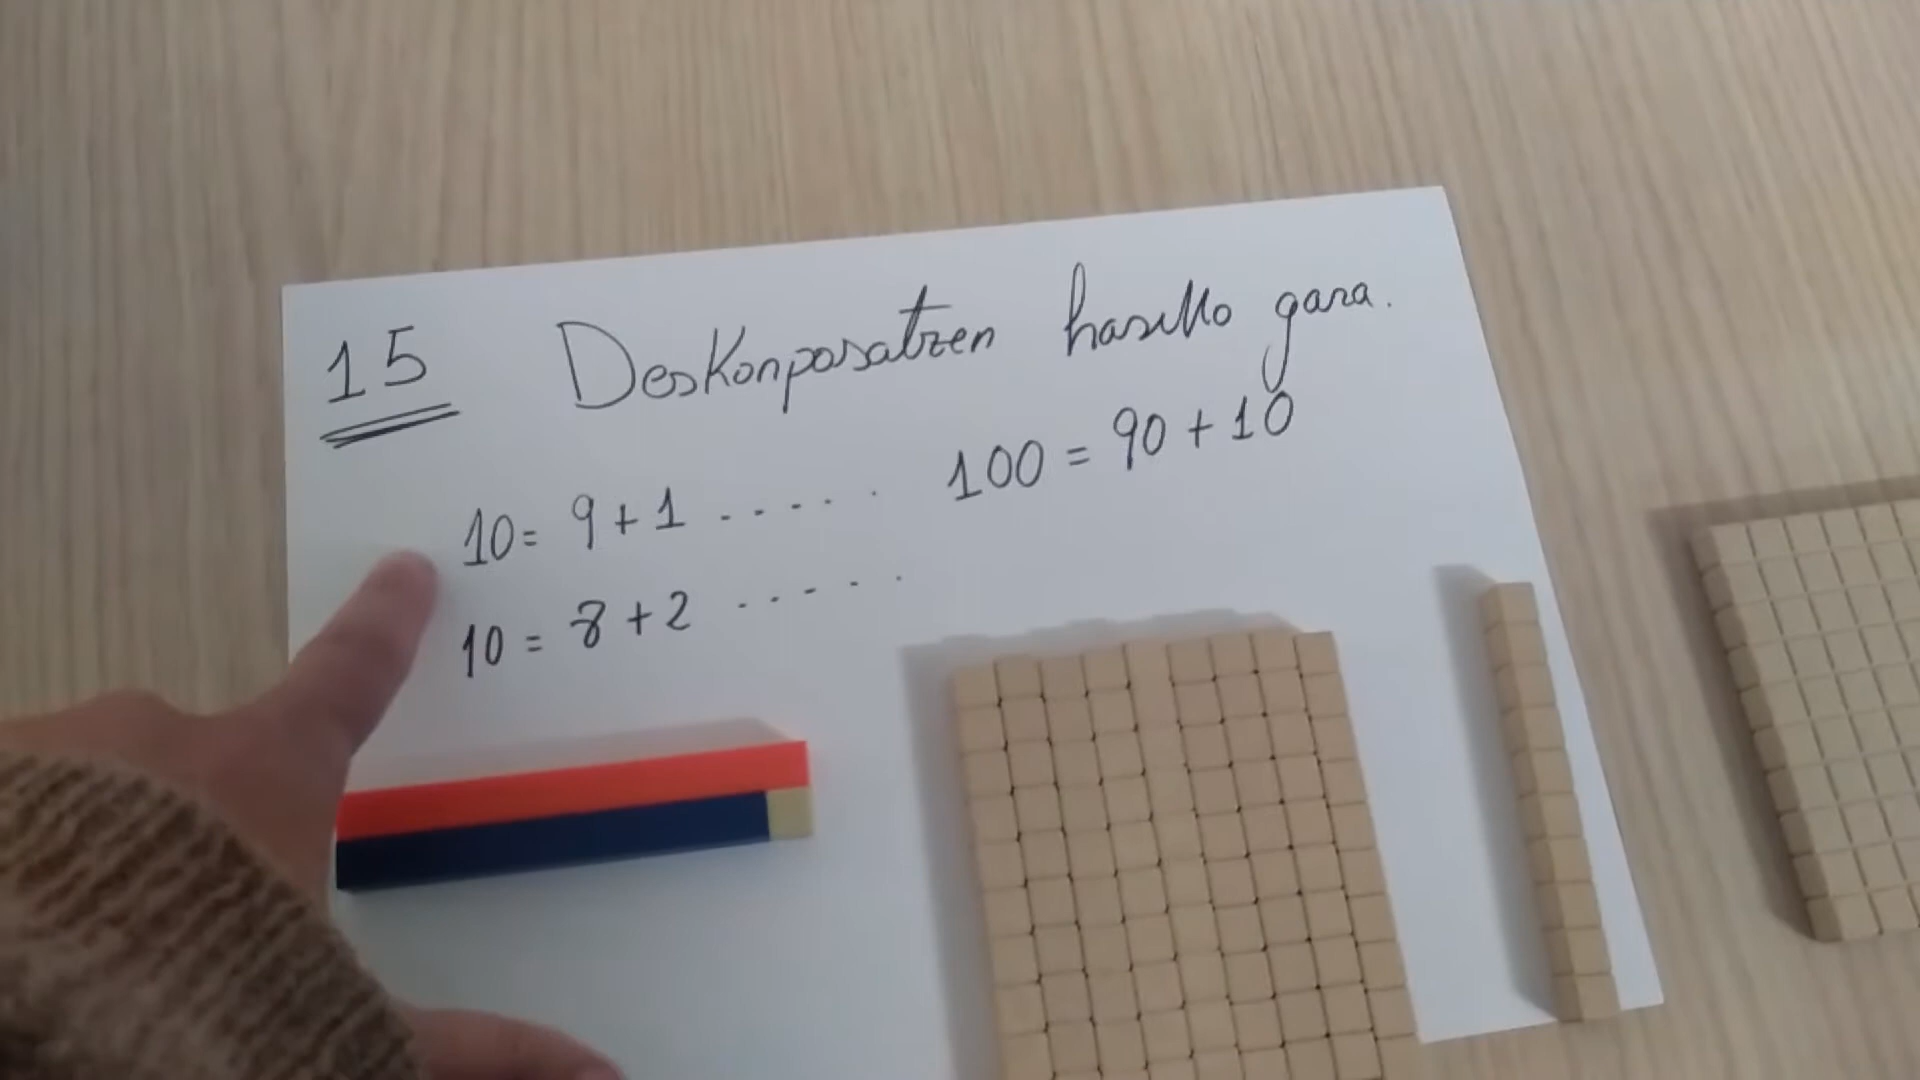 15 Deskonposatzen hasiko gara.
10 = 9 + 1 ..... 100 = 90 + 10
10 = 8 + 2 .....